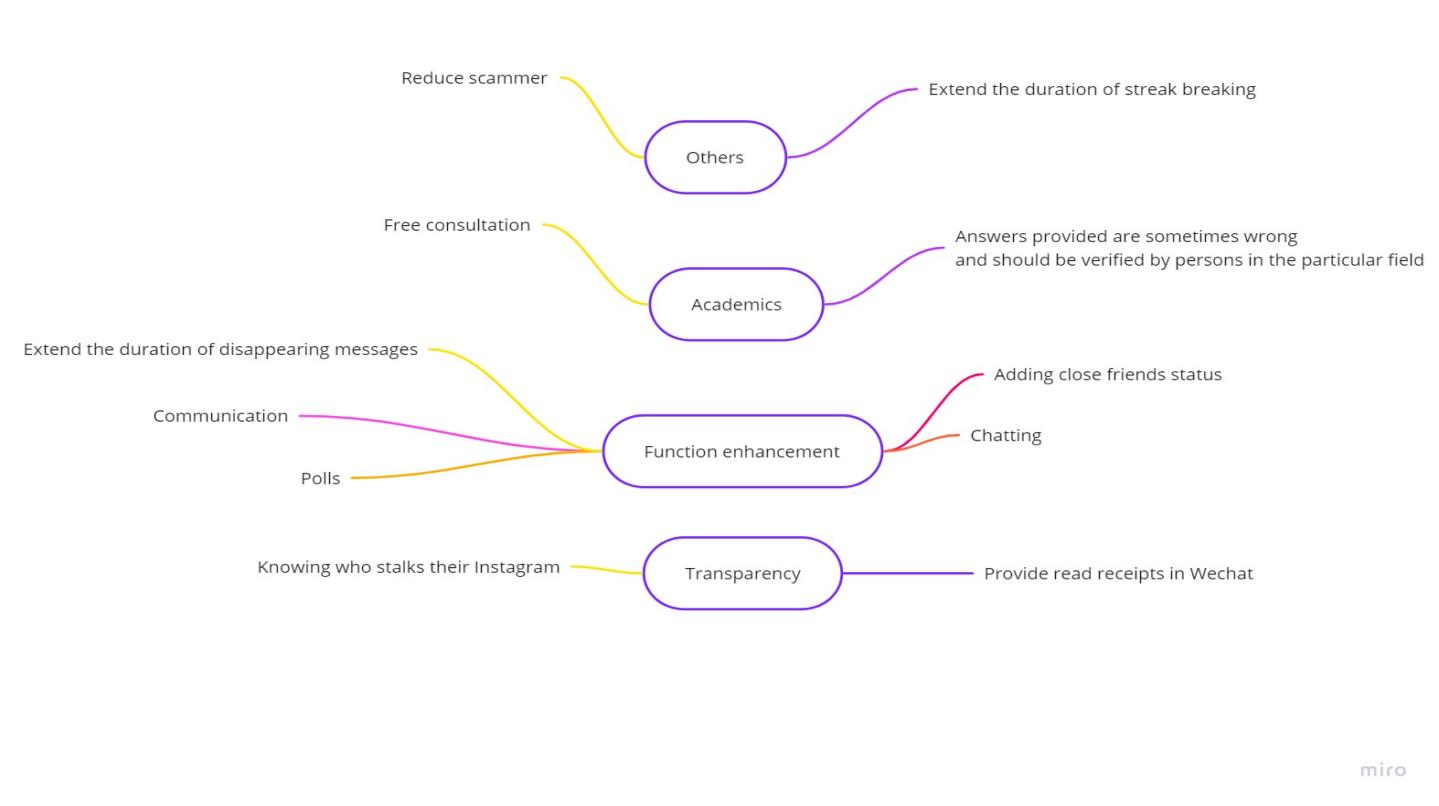 Reduce scammer
Extend the duration of streak breaking
Others
Free consultation
Answers provided are sometimes wrong
and should be verified by persons in the particular field
Academics
Extend the duration of disappearing messages
Adding close friends status
Communication
Chatting
Function enhancement
Polls
Knowing who stalks their Instagram
Transparency
Provide read receipts in Wechat
miro